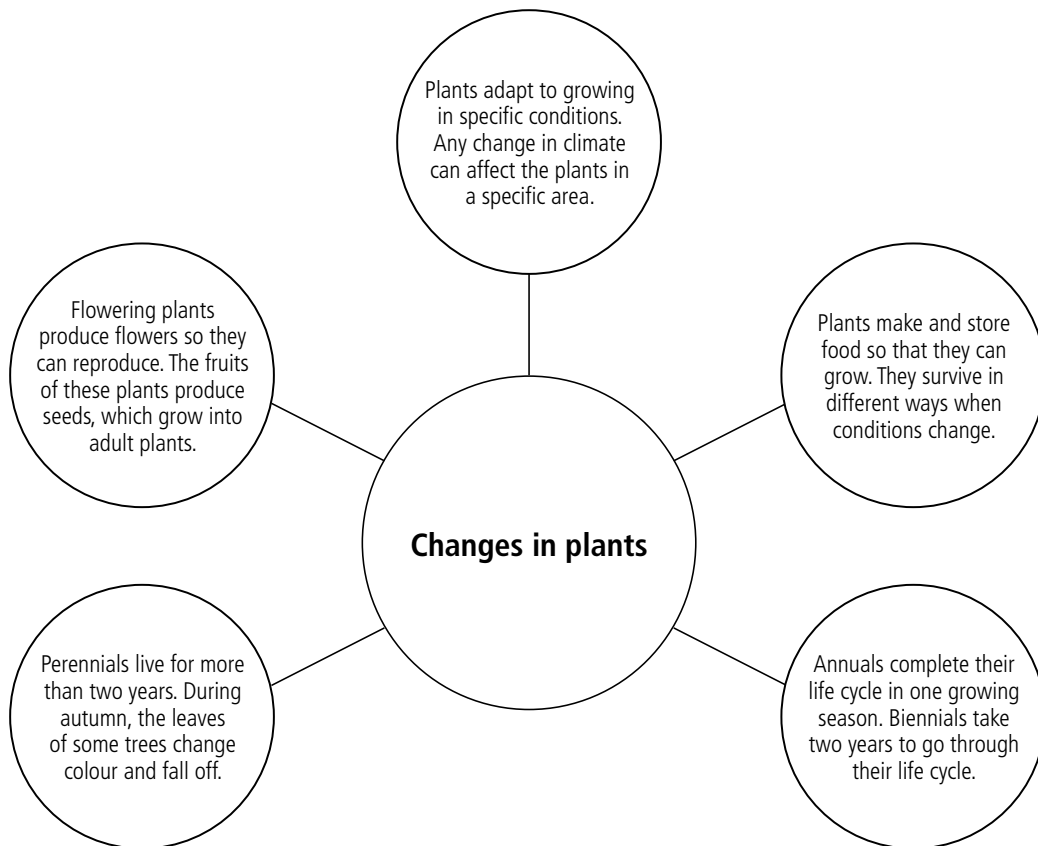 Plants adapt to growing
in specific conditions.
Any change in climate
can affect the plants in
a specific area.
Flowering plants
produce flowers so they
can reproduce. The fruits
of these plants produce
seeds, which grow into
adult plants.
Plants make and store
food so that they can
grow. They survive in
different ways when
conditions change.
Changes in plants
Perennials live for more
than two years. During
autumn, the leaves
of some trees change
colour and fall off.
Annuals complete their
life cycle in one growing
season. Biennials take
two years to go through
their life cycle.